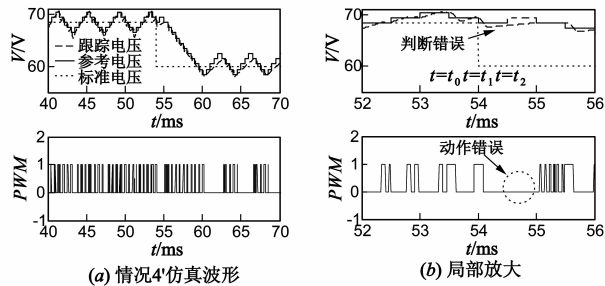 V/V
70
60
跟踪电压
参考电压
标准电压
40 45 50 55 60 65 70
t/ms
V/V
70
60
判断错误
t=t₀ t=t₁ t=t₂
52 53 54 55 56
t/ms
PWM
2
1
0
-1
40 45 50 55 60 65 70
t/ms
(a) 情况4'仿真波形
PWM
2
1
0
-1
动作错误
52 53 54 55 56
t/ms
(b) 局部放大